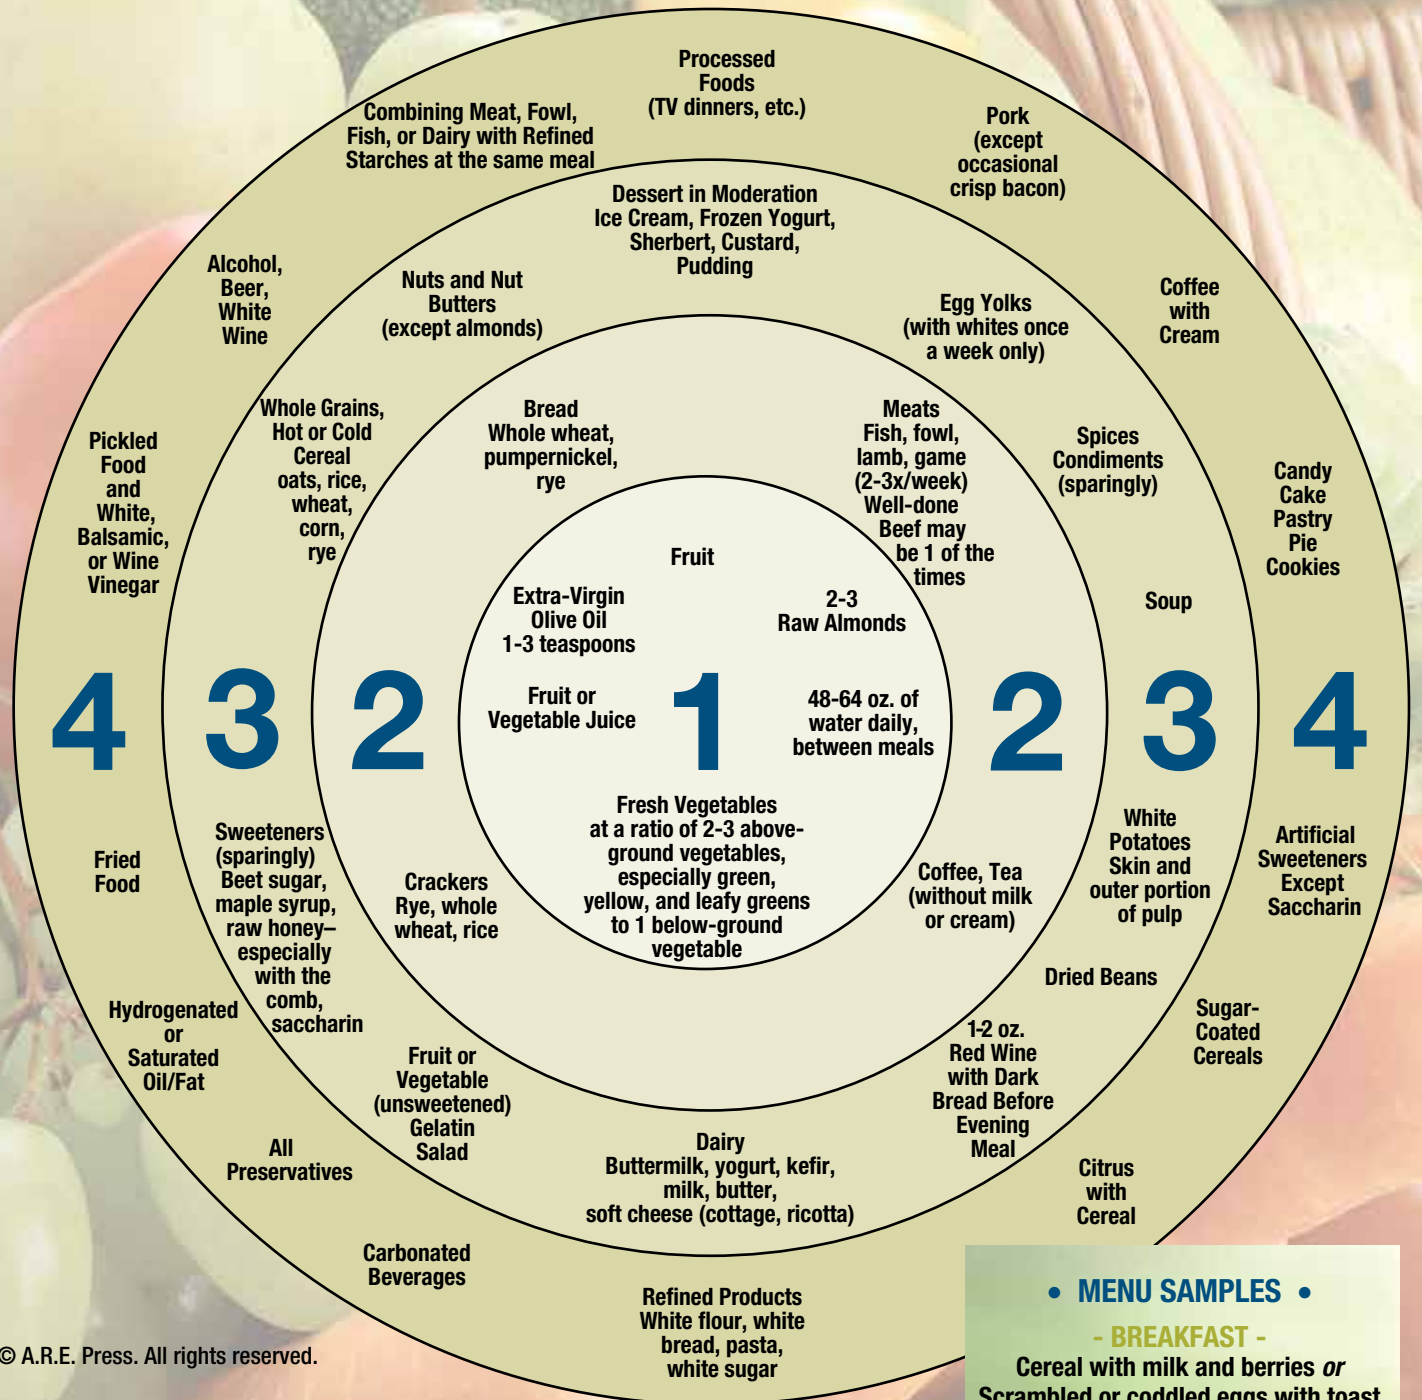 Processed
Foods
(TV dinners, etc.)
Combining Meat, Fowl,
Fish, or Dairy with Refined
Starches at the same meal
Pork
(except
occasional
crisp bacon)
Dessert in Moderation
Ice Cream, Frozen Yogurt,
Sherbert, Custard,
Pudding
Alcohol,
Beer,
White
Wine
Nuts and Nut
Butters
(except almonds)
Egg Yolks
(with whites once
a week only)
Coffee
with
Cream
Whole Grains,
Hot or Cold
Cereal
oats, rice,
wheat,
corn,
rye
Bread
Whole wheat,
pumpernickel,
rye
Meats
Fish, fowl,
lamb, game
(2-3x/week)
Well-done
Beef may
be 1 of the
times
Spices
Condiments
(sparingly)
Pickled
Food
and
White,
Balsamic,
or Wine
Vinegar
Candy
Cake
Pastry
Pie
Cookies
Fruit
Extra-Virgin
Olive Oil
1-3 teaspoons
2-3
Raw Almonds
Soup
4 3 2
Fruit or
Vegetable Juice
1
48-64 oz. of
water daily,
between meals
2 3 4
Fresh Vegetables
at a ratio of 2-3 above-
ground vegetables,
especially green,
yellow, and leafy greens
to 1 below-ground
vegetable
Fried
Food
Sweeteners
(sparingly)
Beet sugar,
maple syrup,
raw honey–
especially
with the
comb,
saccharin
Crackers
Rye, whole
wheat, rice
Coffee, Tea
(without milk
or cream)
White
Potatoes
Skin and
outer portion
of pulp
Artificial
Sweeteners
Except
Saccharin
Dried Beans
Hydrogenated
or
Saturated
Oil/Fat
Sugar-
Coated
Cereals
Fruit or
Vegetable
(unsweetened)
Gelatin
Salad
1-2 oz.
Red Wine
with Dark
Bread Before
Evening
Meal
All
Preservatives
Dairy
Buttermilk, yogurt, kefir,
milk, butter,
soft cheese (cottage, ricotta)
Citrus
with
Cereal
Carbonated
Beverages
Refined Products
White flour, white
bread, pasta,
white sugar
• MENU SAMPLES •
- BREAKFAST -
Cereal with milk and berries or
Scrambled or coddled eggs with toast
© A.R.E. Press. All rights reserved.